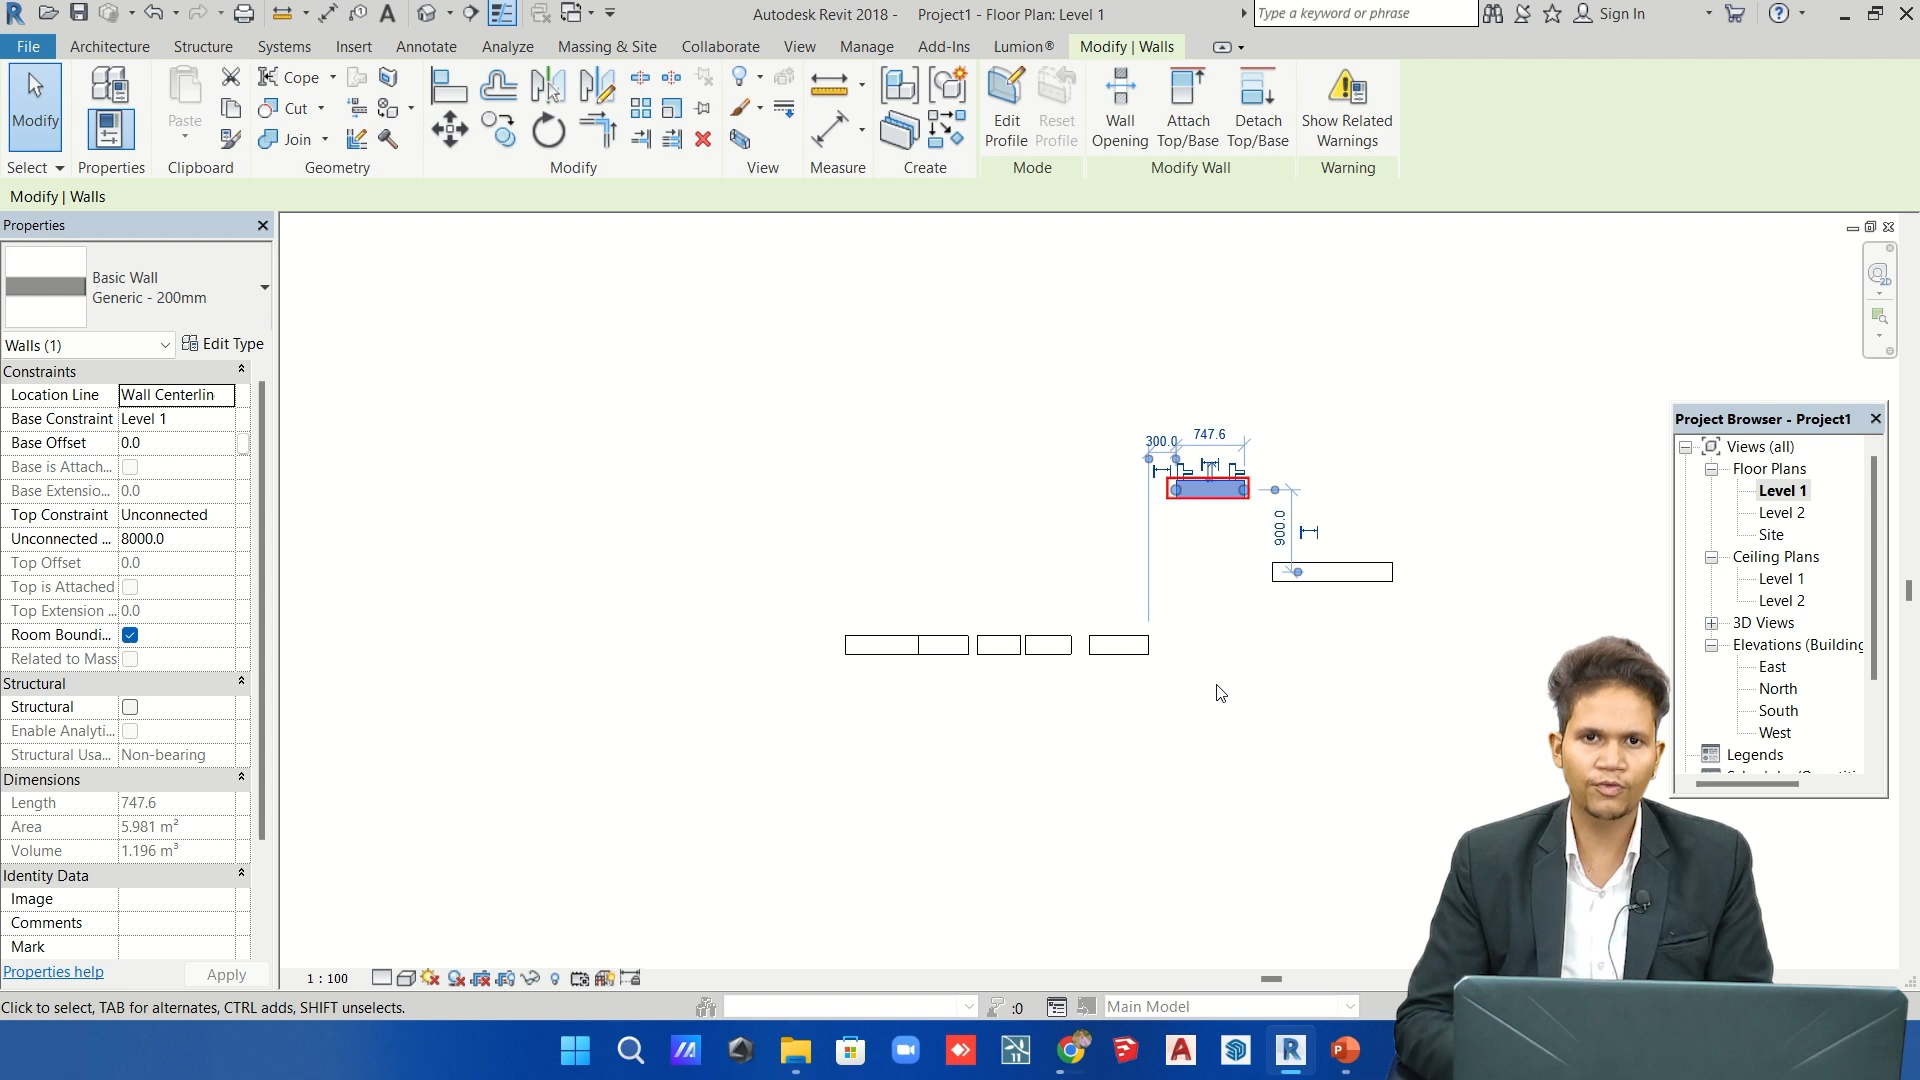 Autodesk Revit 2018 - Project1 - Floor Plan: Level 1
Type a keyword or phrase
Sign In
File Architecture Structure Systems Insert Annotate Analyze Massing & Site Collaborate View Manage Add-Ins Lumion® Modify | Walls
Modify
Paste
Cope
Cut
Join
Edit Profile
Reset Profile
Wall Opening
Attach Top/Base
Detach Top/Base
Show Related Warnings
Select Properties Clipboard Geometry Modify View Measure Create Mode Modify Wall Warning
Modify | Walls
Properties
Basic Wall
Generic - 200mm
Walls (1) Edit Type
Constraints
Location Line Wall Centerlin
Base Constraint Level 1
Base Offset 0.0
Base is Attach...
Base Extensio... 0.0
Top Constraint Unconnected
Unconnected ... 8000.0
Top Offset 0.0
Top is Attached
Top Extension ... 0.0
Room Boundi...
Related to Mass
Structural
Structural
Enable Analyti...
Structural Usa... Non-bearing
Dimensions
Length 747.6
Area 5.981 m²
Volume 1.196 m³
Identity Data
Image
Comments
Mark
Properties help Apply
300.0 747.6
900.0
2D
Project Browser - Project1
Views (all)
Floor Plans
Level 1
Level 2
Site
Ceiling Plans
Level 1
Level 2
3D Views
Elevations (Building
East
North
South
West
Legends
1 : 100
Click to select, TAB for alternates, CTRL adds, SHIFT unselects.
:0
Main Model
11